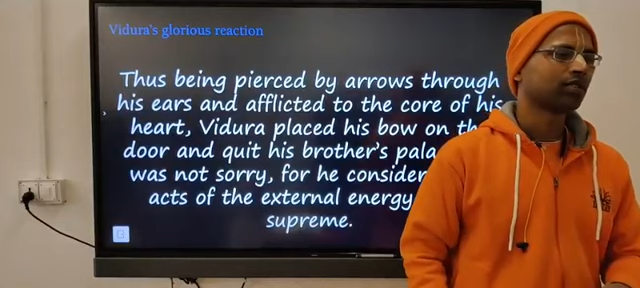 Vidura's glorious reaction
Thus being pierced by arrows through
his ears and afflicted to the core of his
heart, Vidura placed his bow on
door and quit his brother's
was not sorry, for he
acts of the external energy
supreme.